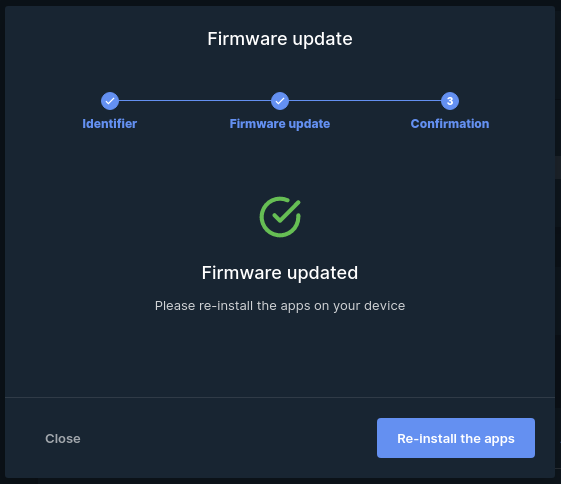 Firmware update
3
Identifier
Firmware update
Confirmation
Firmware updated
Please re-install the apps on your device
Close
Re-install the apps